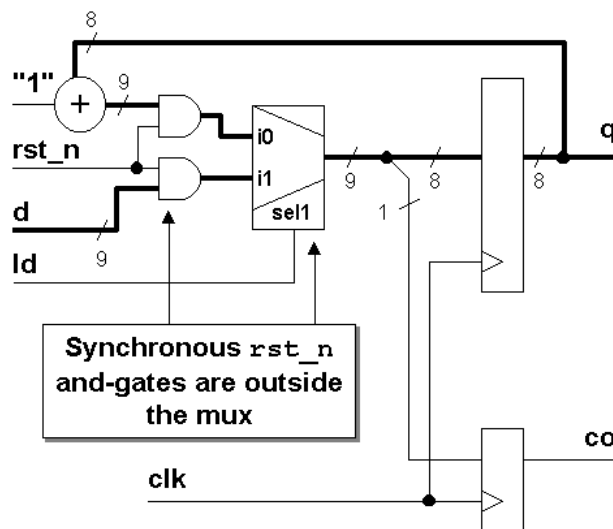 8
"1"
9
+
rst_n
i0
i1
sel1
9
8
8
1
q
d
9
ld
Synchronous rst_n
and-gates are outside
the mux
co
clk